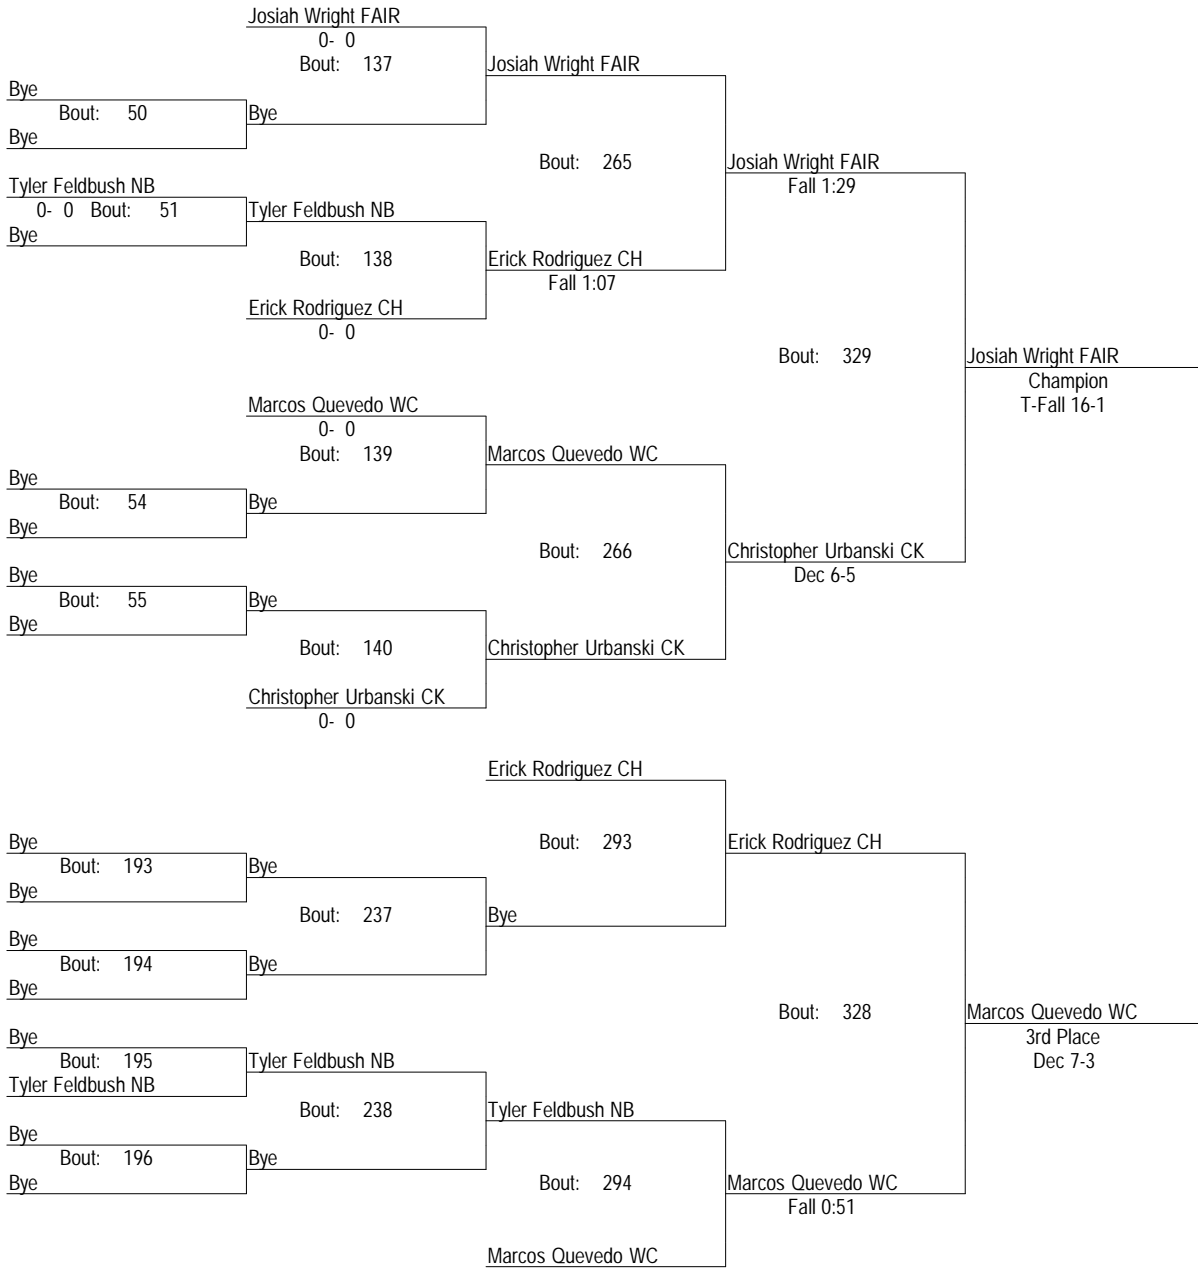 Josiah Wright FAIR
0- 0
Bout: 137
Josiah Wright FAIR
Bye
Bout: 50
Bye
Bye
Bout: 265
Josiah Wright FAIR
Fall 1:29
Tyler Feldbush NB
0- 0 Bout: 51
Tyler Feldbush NB
Bye
Bout: 138
Erick Rodriguez CH
Fall 1:07
Erick Rodriguez CH
0- 0
Bout: 329
Josiah Wright FAIR
Champion
T-Fall 16-1
Marcos Quevedo WC
0- 0
Bout: 139
Marcos Quevedo WC
Bye
Bout: 54
Bye
Bye
Bout: 266
Christopher Urbanski CK
Dec 6-5
Bye
Bout: 55
Bye
Bye
Bout: 140
Christopher Urbanski CK
Christopher Urbanski CK
0- 0
Erick Rodriguez CH
Bye
Bout: 193
Bye
Bye
Bout: 293
Erick Rodriguez CH
Bout: 237
Bye
Bye
Bout: 194
Bye
Bye
Bout: 328
Marcos Quevedo WC
3rd Place
Dec 7-3
Bye
Bout: 195
Tyler Feldbush NB
Tyler Feldbush NB
Bout: 238
Tyler Feldbush NB
Bye
Bout: 196
Bye
Bye
Bout: 294
Marcos Quevedo WC
Fall 0:51
Marcos Quevedo WC